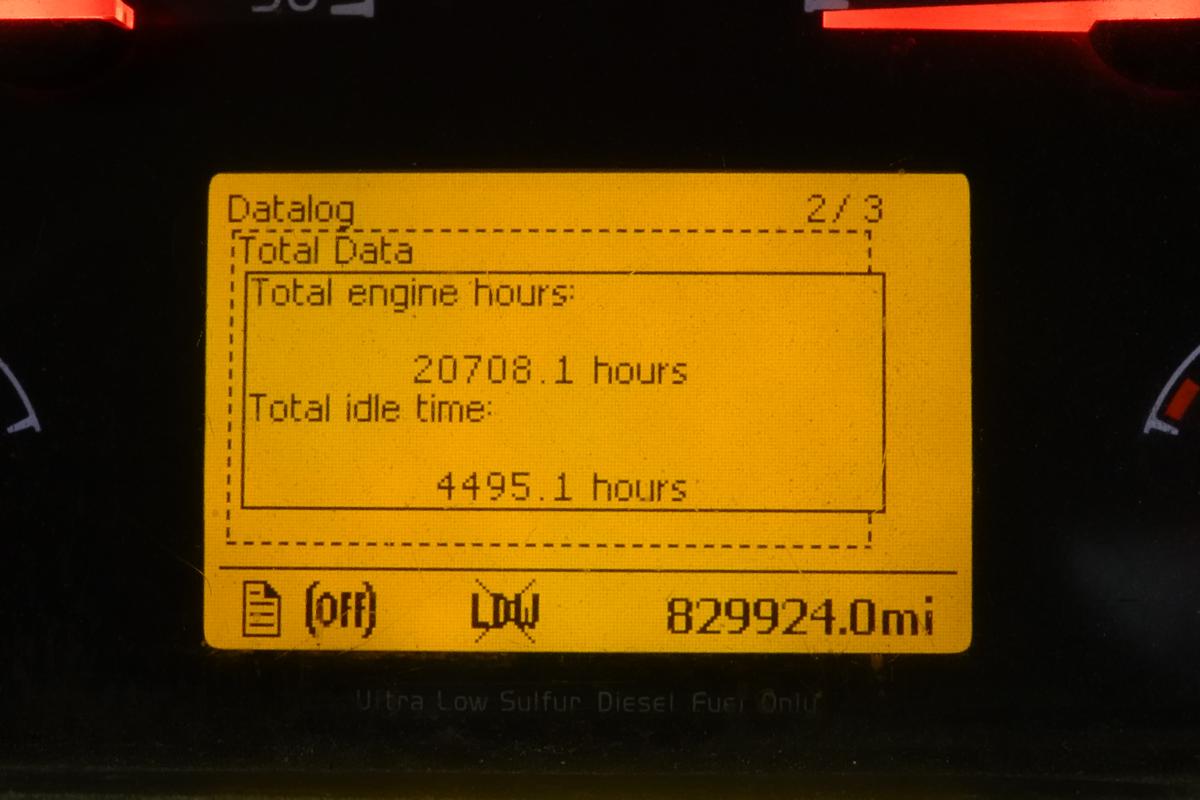 Datalog 2/3
Total Data
Total engine hours:
20708.1 hours
Total idle time:
4495.1 hours
(Off) LDW 829924.0mi
Ultra Low Sulfur Diesel Fuel Only